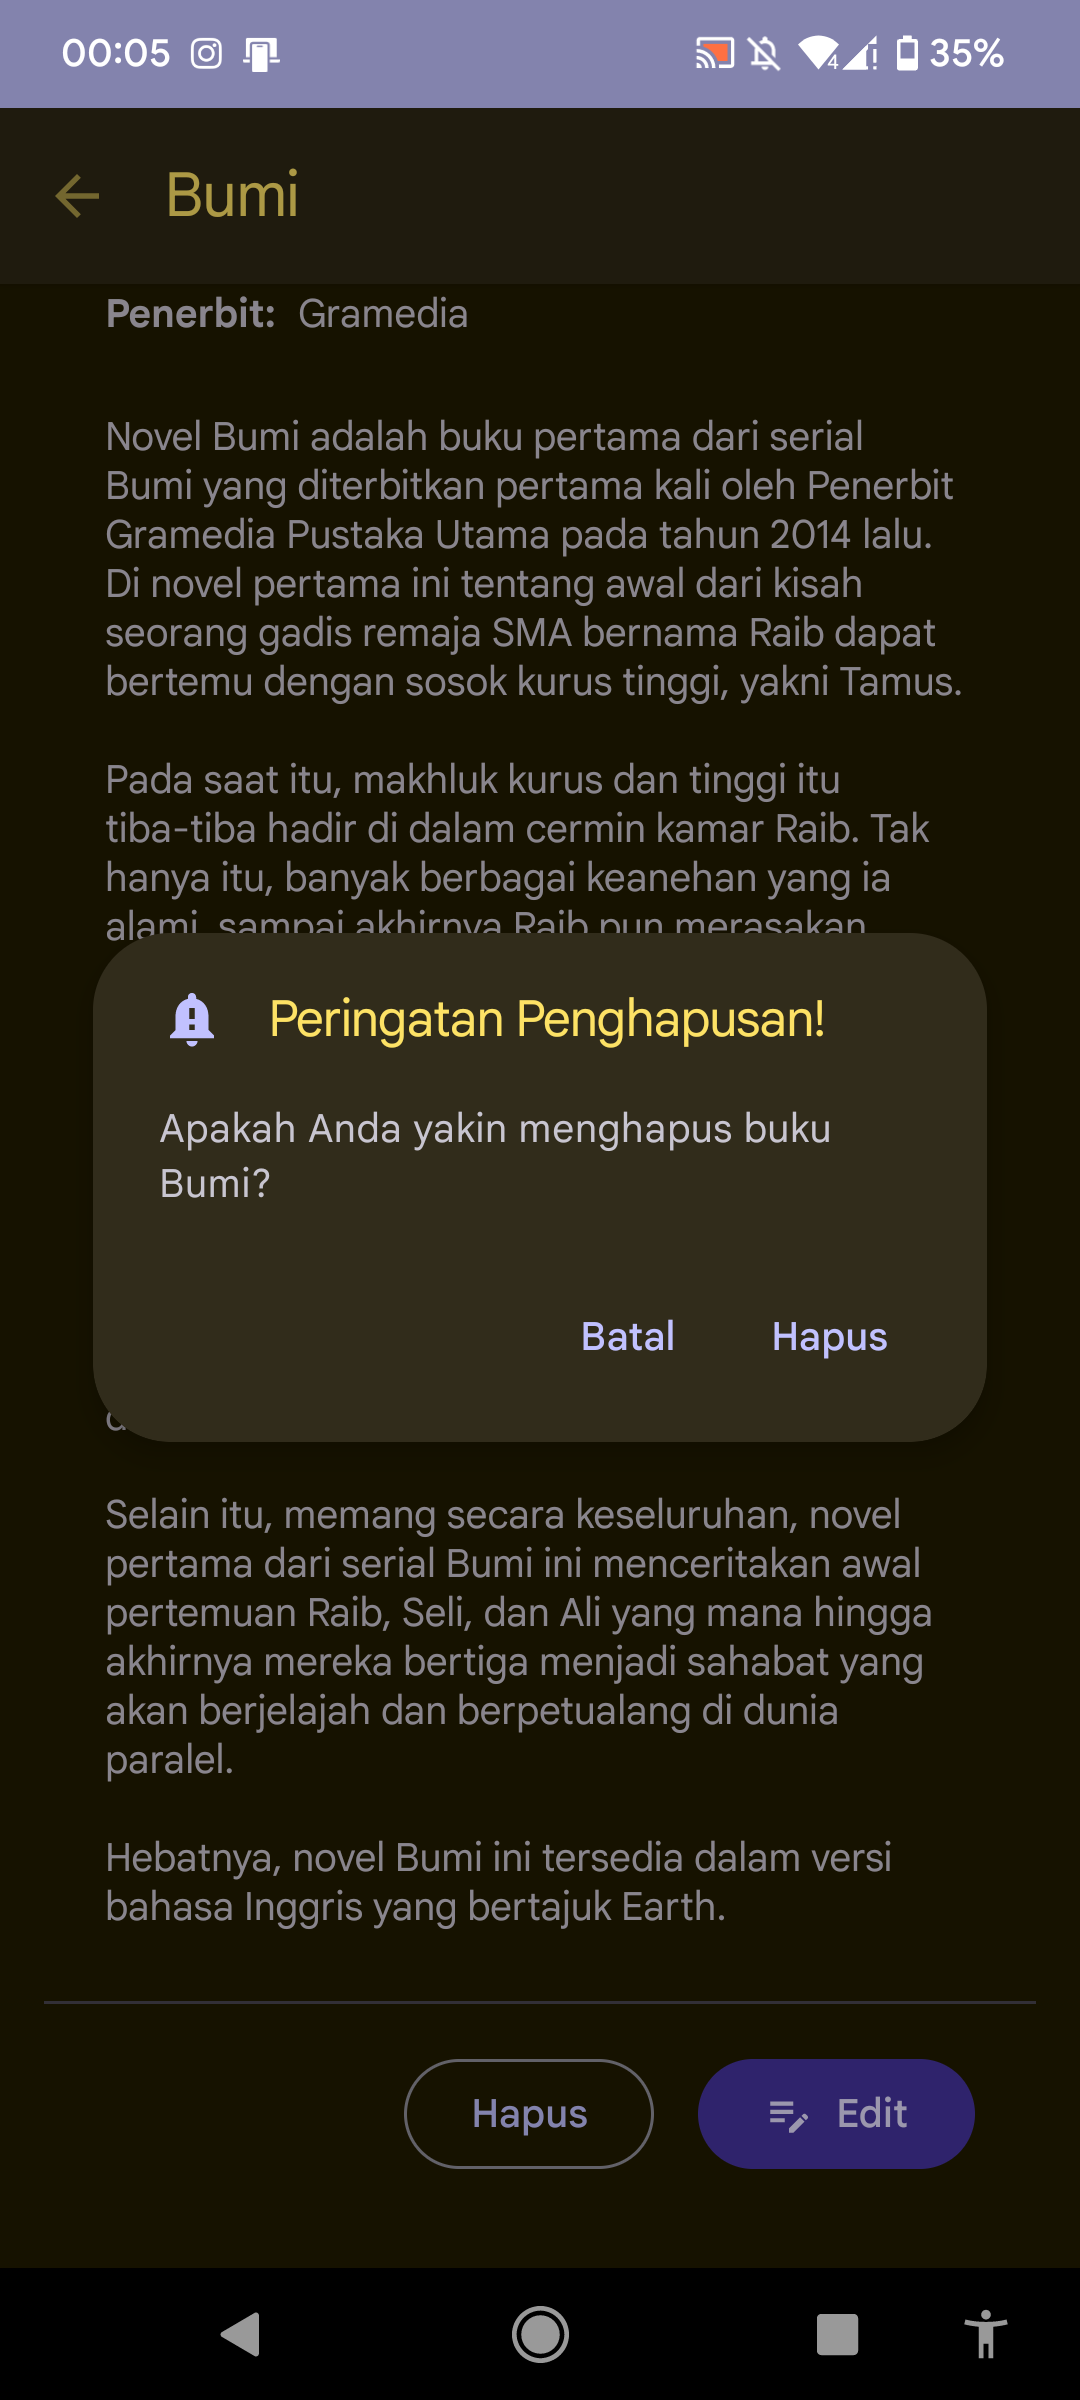 00:05
4
35%
Bumi
Penerbit: Gramedia
Novel Bumi adalah buku pertama dari serial
Bumi yang diterbitkan pertama kali oleh Penerbit
Gramedia Pustaka Utama pada tahun 2014 lalu.
Di novel pertama ini tentang awal dari kisah
seorang gadis remaja SMA bernama Raib dapat
bertemu dengan sosok kurus tinggi, yakni Tamus.
Pada saat itu, makhluk kurus dan tinggi itu
tiba-tiba hadir di dalam cermin kamar Raib. Tak
hanya itu, banyak berbagai keanehan yang ia
alami, sampai akhirnya Raib pun merasakan
Peringatan Penghapusan!
Apakah Anda yakin menghapus buku
Bumi?
Batal
Hapus
Selain itu, memang secara keseluruhan, novel
pertama dari serial Bumi ini menceritakan awal
pertemuan Raib, Seli, dan Ali yang mana hingga
akhirnya mereka bertiga menjadi sahabat yang
akan berjelajah dan berpetualang di dunia
paralel.
Hebatnya, novel Bumi ini tersedia dalam versi
bahasa Inggris yang bertajuk Earth.
Hapus
Edit